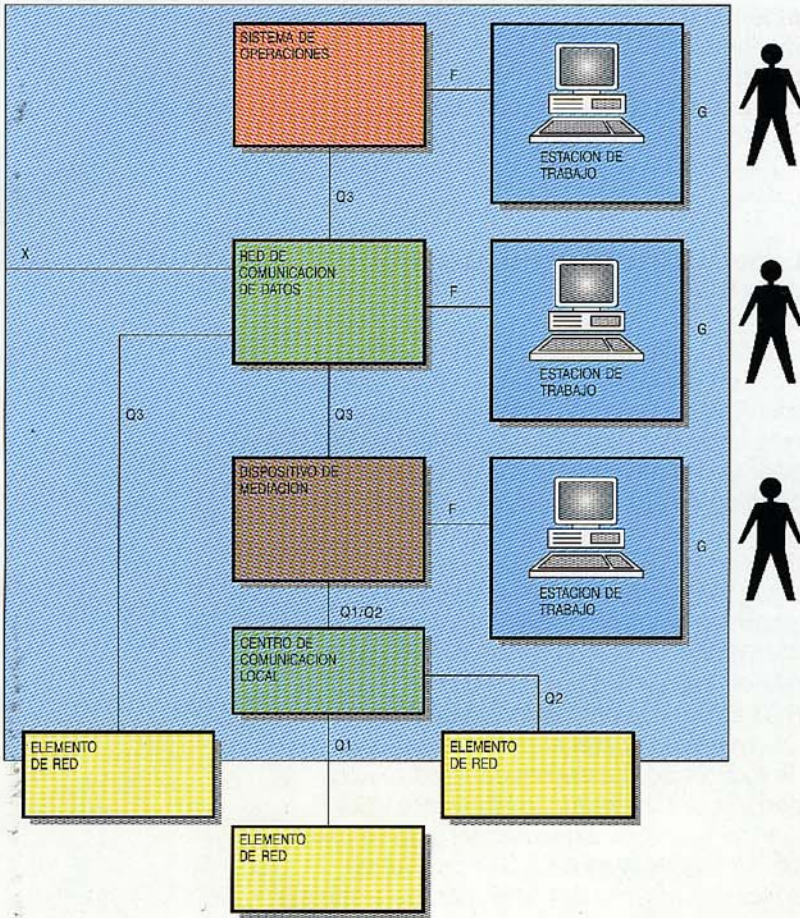 SISTEMA DE
OPERACIONES
F
ESTACION DE
TRABAJO
G
Q3
X
RED DE
COMUNICACION
DE DATOS
F
ESTACION DE
TRABAJO
G
Q3
Q3
DISPOSITIVO DE
MEDIACION
F
ESTACION DE
TRABAJO
G
Q1/Q2
CENTRO DE
COMUNICACION
LOCAL
Q2
Q1
ELEMENTO
DE RED
ELEMENTO
DE RED
ELEMENTO
DE RED